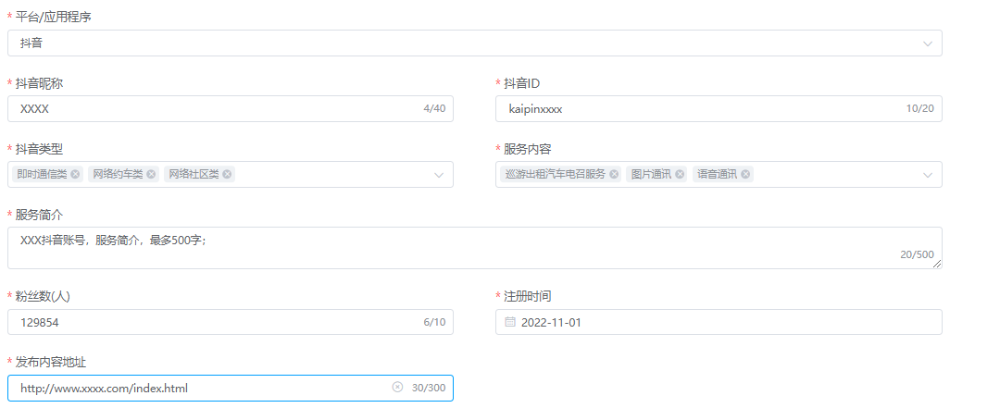 * 平台/应用程序
抖音
* 抖音昵称
* 抖音ID
XXXX 4/40
kaipinxxxx 10/20
* 抖音类型
* 服务内容
即时通信类 网络约车类 网络社区类
巡游出租汽车电召服务 图片通讯 语音通讯
* 服务简介
XXX抖音账号，服务简介，最多500字；
20/500
* 粉丝数(人)
* 注册时间
129854 6/10
2022-11-01
* 发布内容地址
http://www.xxxx.com/index.html 30/300